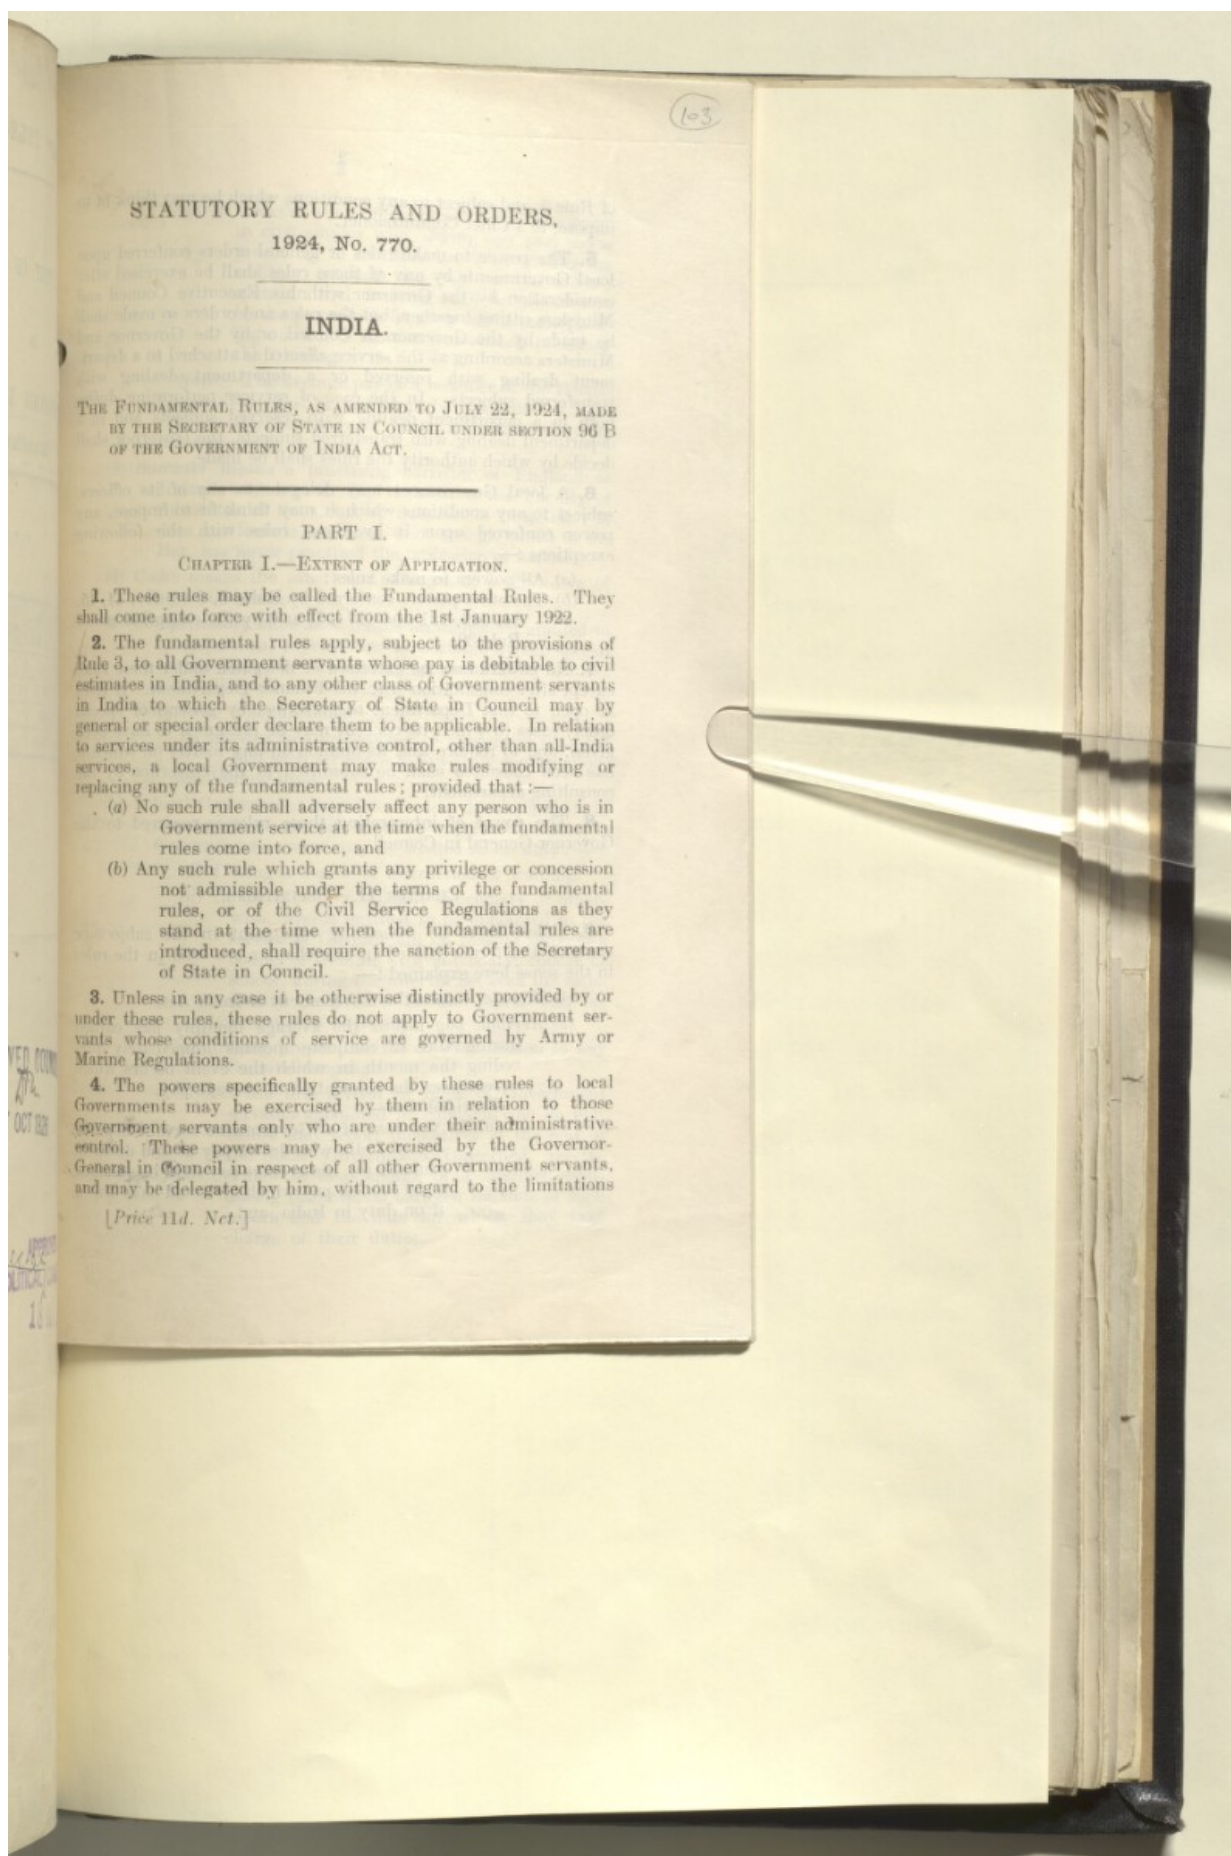 103
STATUTORY RULES AND ORDERS,
1924, No. 770.
INDIA.
THE FUNDAMENTAL RULES, AS AMENDED TO JULY 22, 1924, MADE
BY THE SECRETARY OF STATE IN COUNCIL UNDER SECTION 96 B
OF THE GOVERNMENT OF INDIA ACT.
PART I.
CHAPTER I.—EXTENT OF APPLICATION.
1. These rules may be called the Fundamental Rules. They
shall come into force with effect from the 1st January 1922.
2. The fundamental rules apply, subject to the provisions of
Rule 3, to all Government servants whose pay is debitable to civil
estimates in India, and to any other class of Government servants
in India to which the Secretary of State in Council may by
general or special order declare them to be applicable. In relation
to services under its administrative control, other than all-India
services, a local Government may make rules modifying or
replacing any of the fundamental rules; provided that :—
(a) No such rule shall adversely affect any person who is in
Government service at the time when the fundamental
rules come into force, and
(b) Any such rule which grants any privilege or concession
not admissible under the terms of the fundamental
rules, or of the Civil Service Regulations as they
stand at the time when the fundamental rules are
introduced, shall require the sanction of the Secretary
of State in Council.
3. Unless in any case it be otherwise distinctly provided by or
under these rules, these rules do not apply to Government ser-
vants whose conditions of service are governed by Army or
Marine Regulations.
4. The powers specifically granted by these rules to local
Governments may be exercised by them in relation to those
Government servants only who are under their administrative
control. These powers may be exercised by the Governor-
General in Council in respect of all other Government servants,
and may be delegated by him, without regard to the limitations
[Price 11d. Net.]